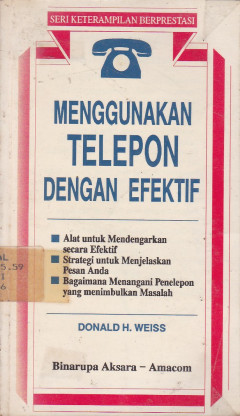 SERI KETERAMPILAN BERPRESTASI
MENGGUNAKAN
TELEPON
DENGAN EFEKTIF
Alat untuk Mendengarkan
secara Efektif
Strategi untuk Menjelaskan
Pesan Anda
Bagaimana Menangani Penelepon
yang menimbulkan Masalah
DONALD H. WEISS
Binarupa Aksara – Amacom